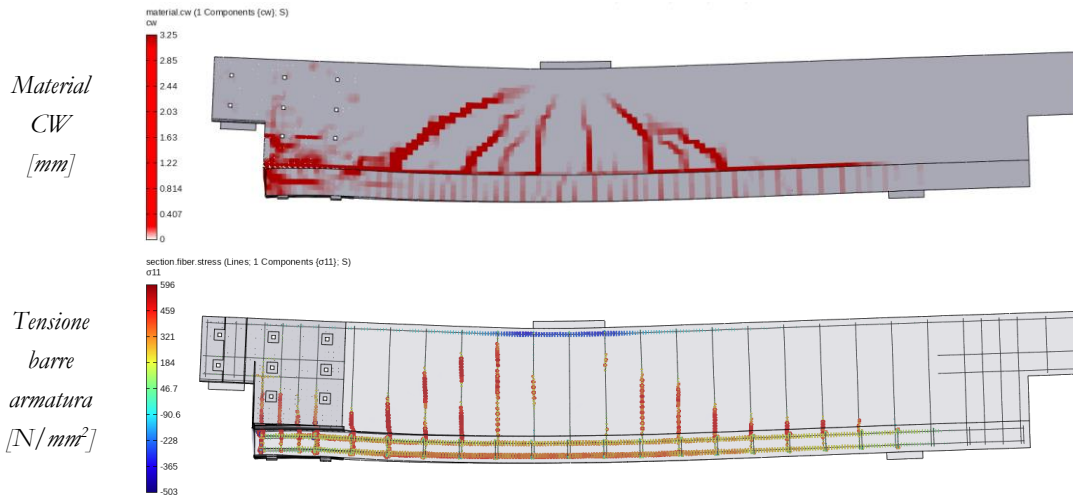 material.cw (1 Components {cw}; S)
cw
3.25
2.85
2.44
2.03
1.63
1.22
0.814
0.407
0
Material
CW
[mm]
section.fiber.stress (Lines; 1 Components {σ11}; S)
σ11
596
459
321
184
46.7
-90.6
-228
-365
-503
Tensione
barre
armatura
[N/mm²]